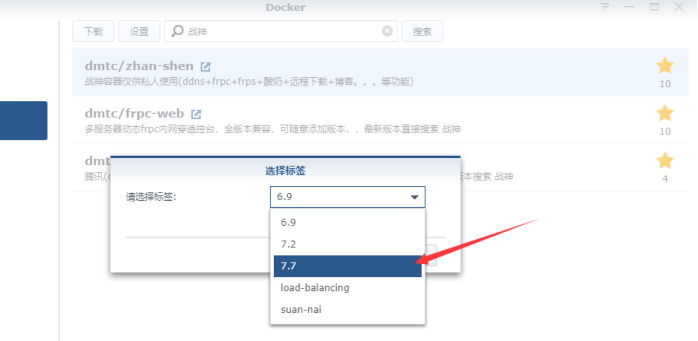 Docker
下载
设置
战神
搜索
dmtc/zhan-shen
战神容器仅供私人使用(ddns+frpc+frps+酸奶+远程下载+博客。。。等功能)
10
dmtc/frpc-web
多服务器动态frpc内网穿透控台，全版本兼容，可随意添加版本，，最新版本直接搜索 战神
10
dmt
腾讯(
本搜索 战神
4
选择标签
请选择标签：
6.9
6.9
7.2
7.7
load-balancing
suan-nai